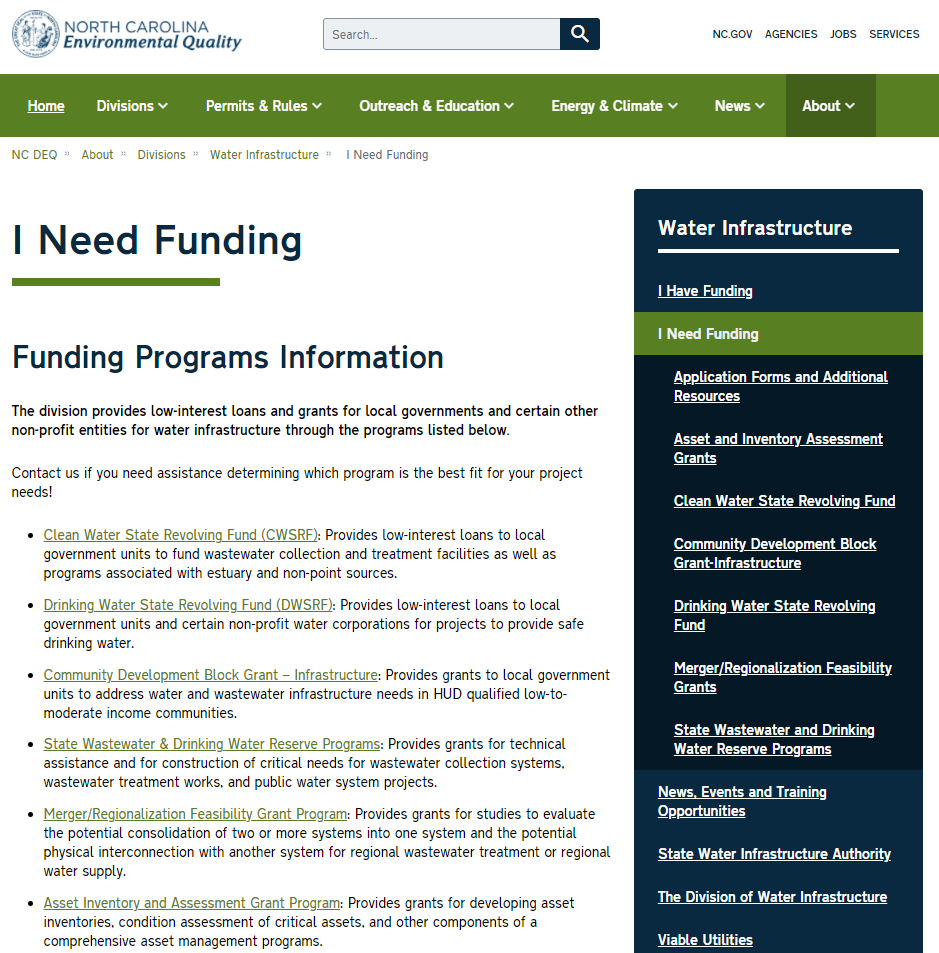 NORTH CAROLINA
Environmental Quality
Search...
NC.GOV AGENCIES JOBS SERVICES
Home Divisions Permits & Rules Outreach & Education Energy & Climate News About
NC DEQ » About » Divisions » Water Infrastructure » I Need Funding
I Need Funding
Funding Programs Information
The division provides low-interest loans and grants for local governments and certain other
non-profit entities for water infrastructure through the programs listed below.
Contact us if you need assistance determining which program is the best fit for your project
needs!
• Clean Water State Revolving Fund (CWSRF): Provides low-interest loans to local
government units to fund wastewater collection and treatment facilities as well as
programs associated with estuary and non-point sources.
• Drinking Water State Revolving Fund (DWSRF): Provides low-interest loans to local
government units and certain non-profit water corporations for projects to provide safe
drinking water.
• Community Development Block Grant – Infrastructure: Provides grants to local government
units to address water and wastewater infrastructure needs in HUD qualified low-to-
moderate income communities.
• State Wastewater & Drinking Water Reserve Programs: Provides grants for technical
assistance and for construction of critical needs for wastewater collection systems,
wastewater treatment works, and public water system projects.
• Merger/Regionalization Feasibility Grant Program: Provides grants for studies to evaluate
the potential consolidation of two or more systems into one system and the potential
physical interconnection with another system for regional wastewater treatment or regional
water supply.
• Asset Inventory and Assessment Grant Program: Provides grants for developing asset
inventories, condition assessment of critical assets, and other components of a
comprehensive asset management programs.
Water Infrastructure
I Have Funding
I Need Funding
Application Forms and Additional
Resources
Asset and Inventory Assessment
Grants
Clean Water State Revolving Fund
Community Development Block
Grant-Infrastructure
Drinking Water State Revolving
Fund
Merger/Regionalization Feasibility
Grants
State Wastewater and Drinking
Water Reserve Programs
News, Events and Training
Opportunities
State Water Infrastructure Authority
The Division of Water Infrastructure
Viable Utilities